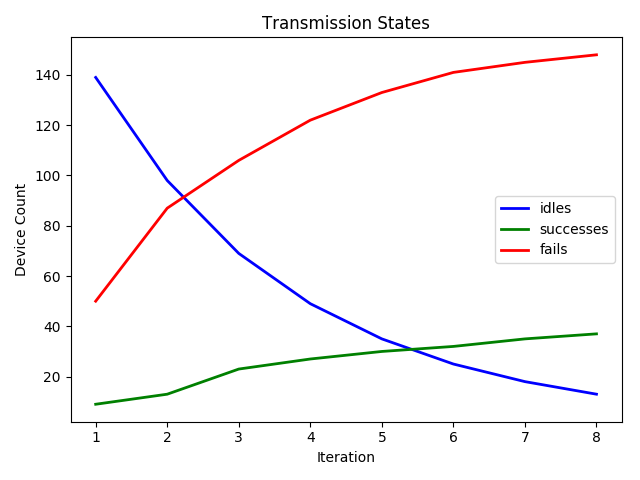 Transmission States
Device Count
140
120
100
80
60
40
20
idles
successes
fails
1 2 3 4 5 6 7 8
Iteration